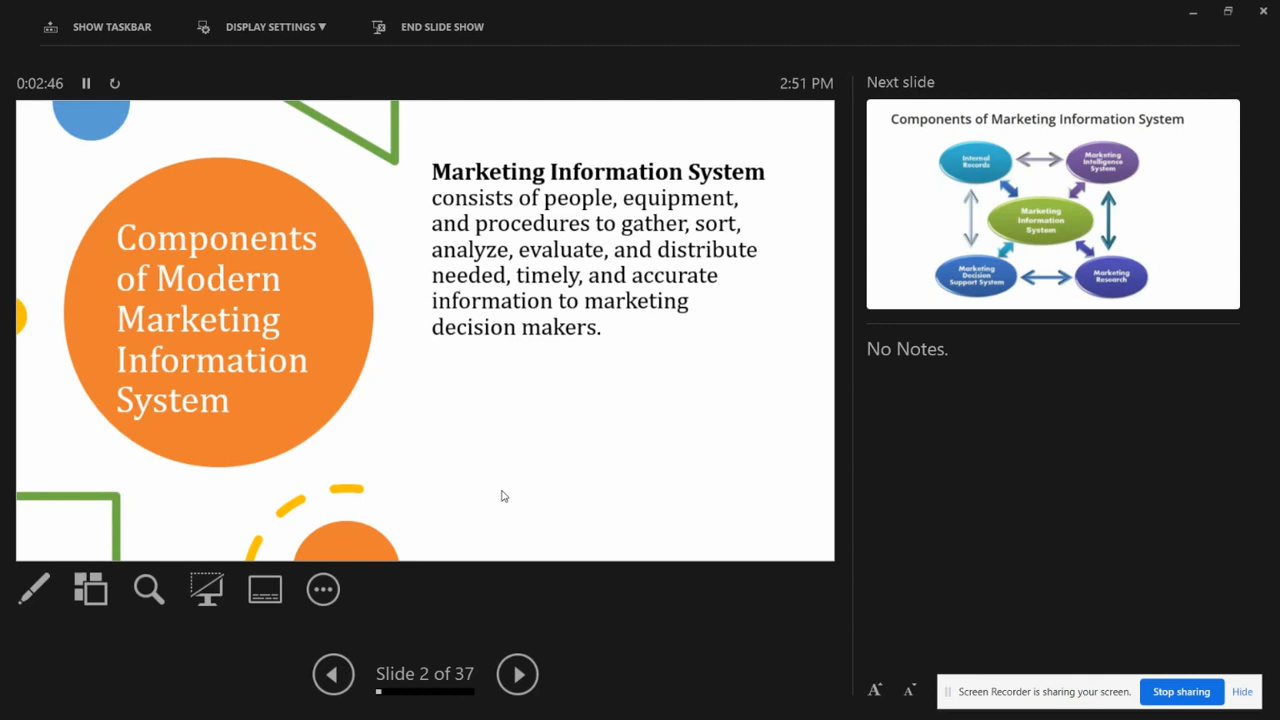 SHOW TASKBAR
DISPLAY SETTINGS ▼
END SLIDE SHOW
0:02:46
2:51 PM
Components
of Modern
Marketing
Information
System
Marketing Information System
consists of people, equipment,
and procedures to gather, sort,
analyze, evaluate, and distribute
needed, timely, and accurate
information to marketing
decision makers.
Slide 2 of 37
Next slide
Components of Marketing Information System
Internal
Records
Marketing
Intelligence
System
Marketing
Information
System
Marketing
Decision
Support System
Marketing
Research
No Notes.
A A
Screen Recorder is sharing your screen.
Stop sharing
Hide